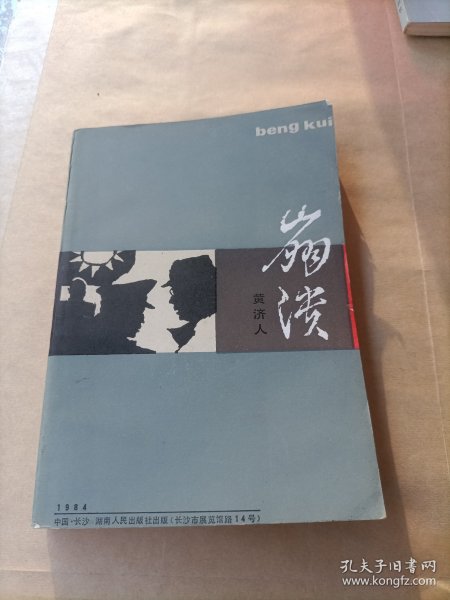 beng kui
崩溃
黄济人
1984
中国·长沙 湖南人民出版社出版(长沙市展览馆路14号)
孔夫子旧书网
www.kongfz.com